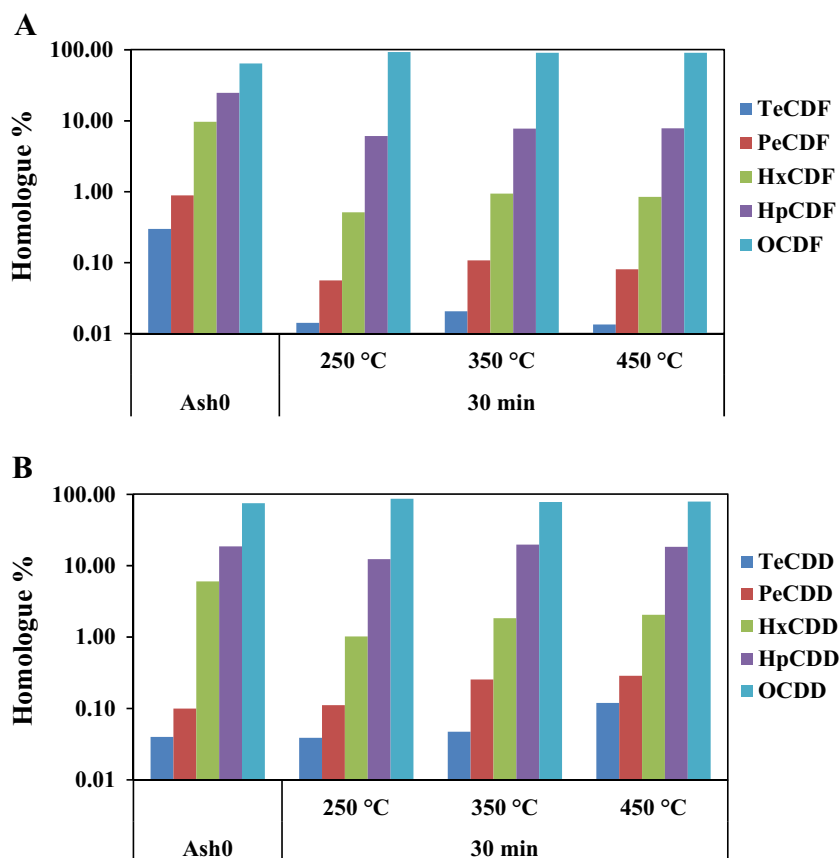 A
Homologue %
100.00
10.00
1.00
0.10
0.01
250 °C 350 °C 450 °C
Ash0 30 min
TeCDF
PeCDF
HxCDF
HpCDF
OCDF
B
Homologue %
100.00
10.00
1.00
0.10
0.01
250 °C 350 °C 450 °C
Ash0 30 min
TeCDD
PeCDD
HxCDD
HpCDD
OCDD